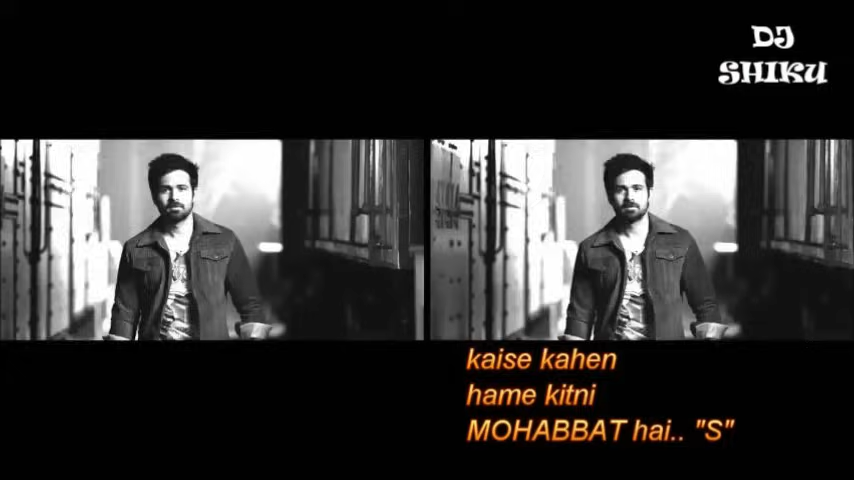 DJ
SHIKU
kaise kahen
hame kitni
MOHABBAT hai.. "S"